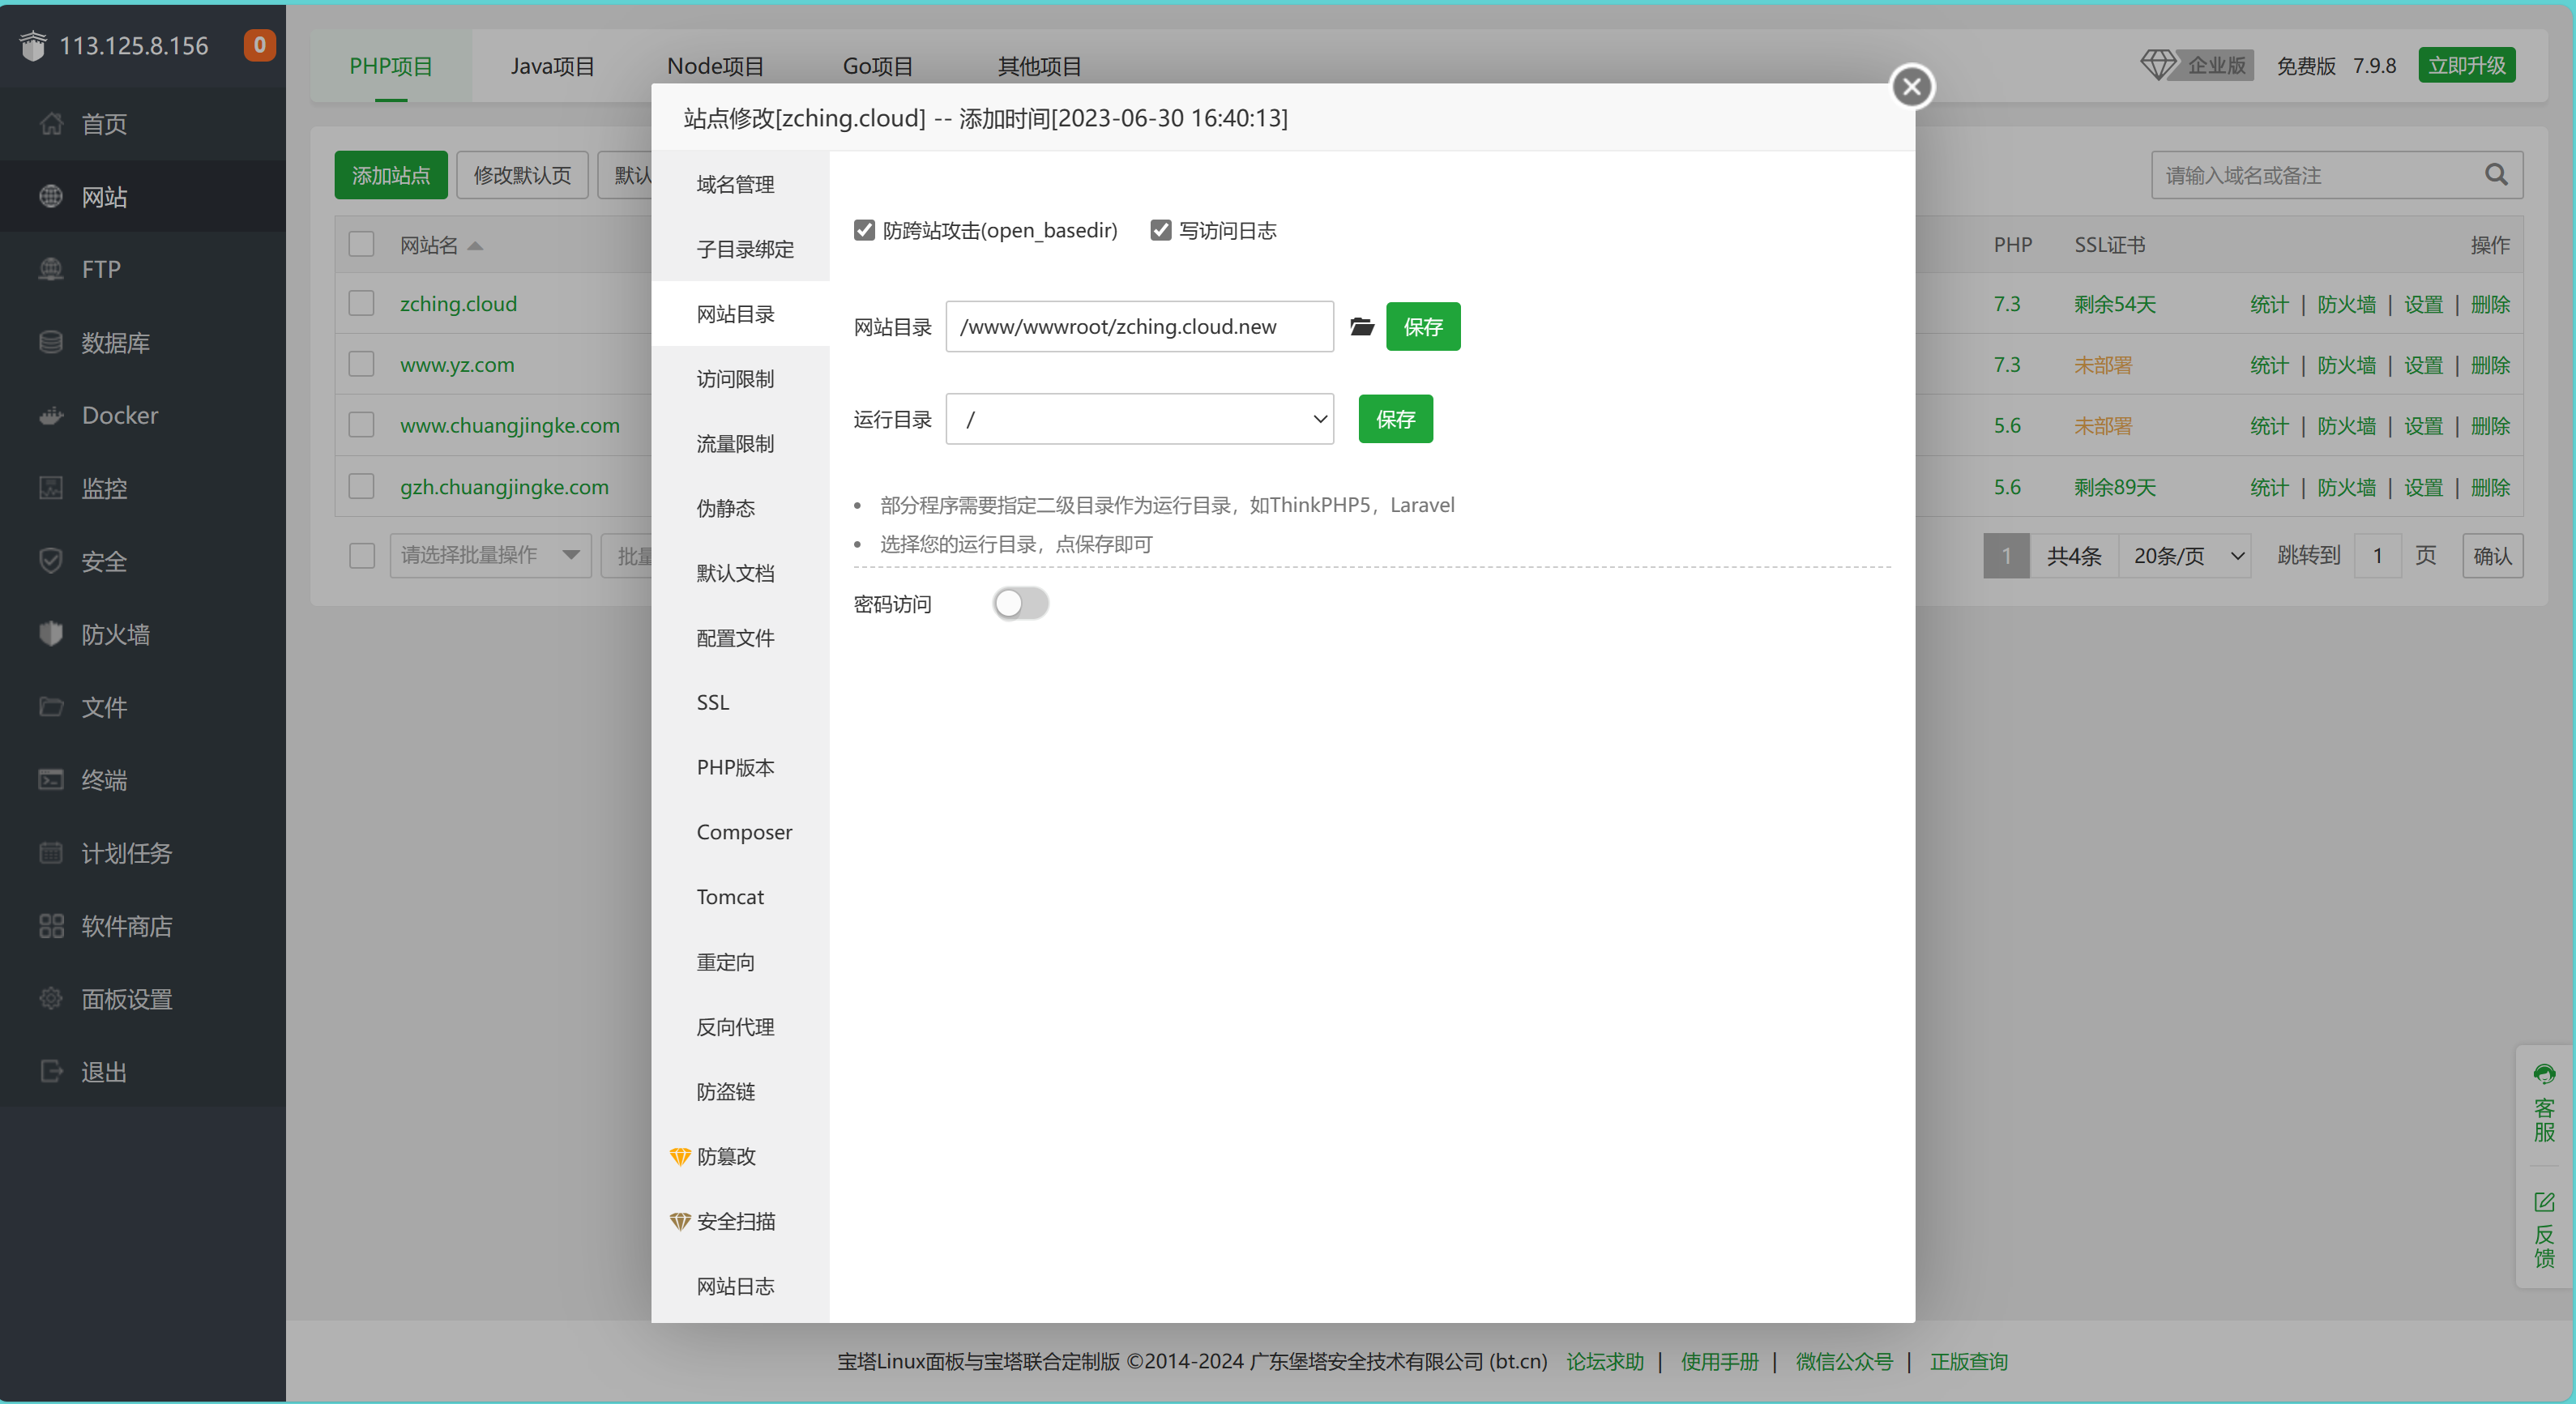 113.125.8.156
0
首页
网站
FTP
数据库
Docker
监控
安全
防火墙
文件
终端
计划任务
软件商店
面板设置
退出
PHP项目
Java项目
Node项目
Go项目
其他项目
企业版
免费版 7.9.8
立即升级
添加站点
修改默认页
默认
请输入域名或备注
网站名
PHP
SSL证书
操作
zching.cloud
7.3
剩余54天
统计 | 防火墙 | 设置 | 删除
www.yz.com
7.3
未部署
统计 | 防火墙 | 设置 | 删除
www.chuangjingke.com
5.6
未部署
统计 | 防火墙 | 设置 | 删除
gzh.chuangjingke.com
5.6
剩余89天
统计 | 防火墙 | 设置 | 删除
请选择批量操作
批量
1
共4条
20条/页
跳转到
1
页
确认
站点修改[zching.cloud] -- 添加时间[2023-06-30 16:40:13]
域名管理
子目录绑定
网站目录
访问限制
流量限制
伪静态
默认文档
配置文件
SSL
PHP版本
Composer
Tomcat
重定向
反向代理
防盗链
防篡改
安全扫描
网站日志
防跨站攻击(open_basedir)
写访问日志
网站目录
/www/wwwroot/zching.cloud.new
保存
运行目录
/
保存
部分程序需要指定二级目录作为运行目录，如ThinkPHP5，Laravel
选择您的运行目录，点保存即可
密码访问
客服
反馈
宝塔Linux面板与宝塔联合定制版 ©2014-2024 广东堡塔安全技术有限公司 (bt.cn) 论坛求助 | 使用手册 | 微信公众号 | 正版查询